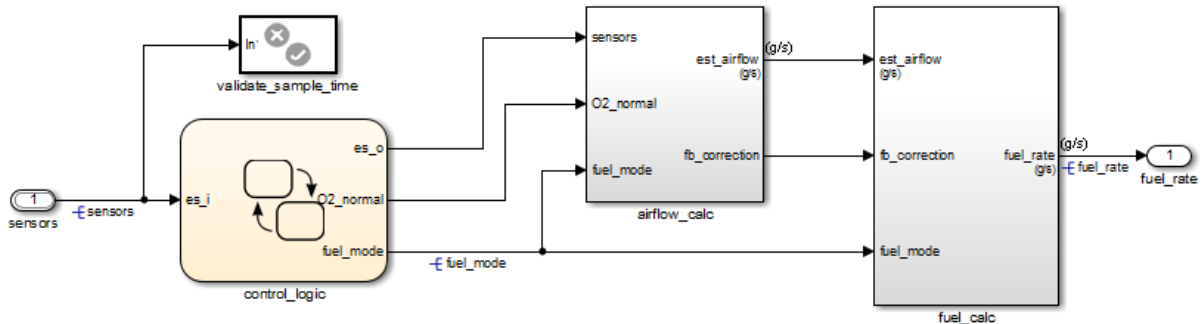 In
validate_sample_time
1
sensors
sensors
es_i
es_o
O2_normal
fuel_mode
control_logic
fuel_mode
sensors
O2_normal
fuel_mode
est_airflow
(g/s)
fb_correction
airflow_calc
(g/s)
est_airflow
(g/s)
fb_correction
fuel_mode
fuel_rate
(g/s)
fuel_calc
(g/s)
fuel_rate
1
fuel_rate